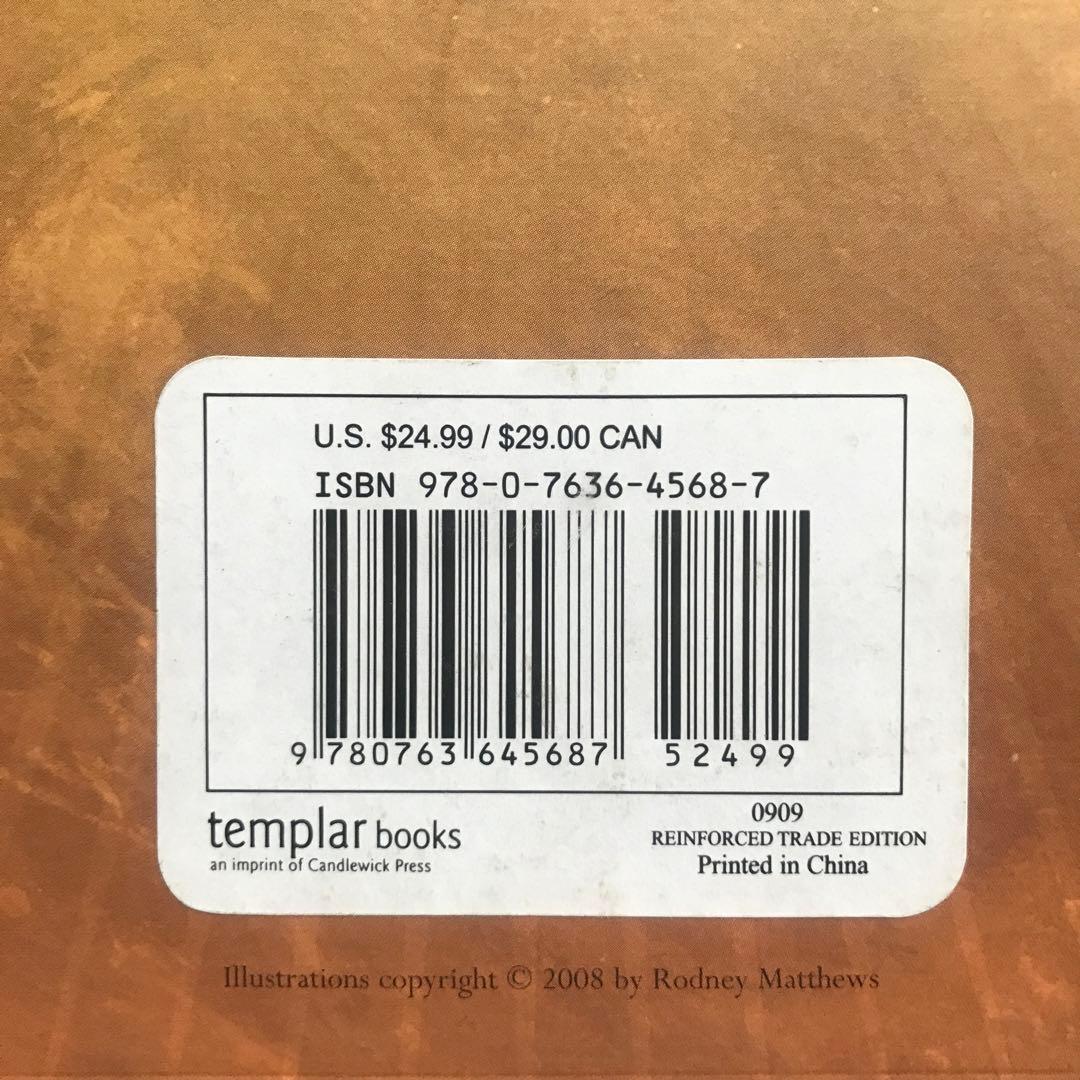 U.S. $24.99 / $29.00 CAN
ISBN 978-0-7636-4568-7
9 780763 645687 52499
templar books
an imprint of Candlewick Press
0909
REINFORCED TRADE EDITION
Printed in China
Illustrations copyright © 2008 by Rodney Matthews